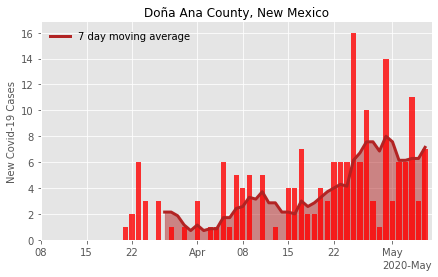 Doña Ana County, New Mexico
7 day moving average
New Covid-19 Cases
16
14
12
10
8
6
4
2
0
08 15 22 Apr 08 15 22 May
2020-May